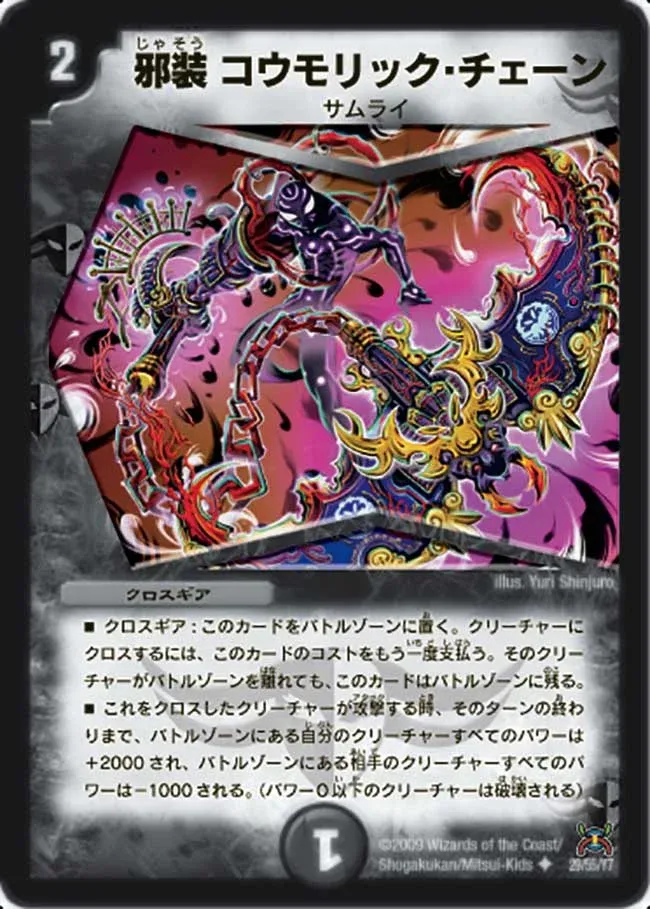 2
じゃそう
邪装 コウモリック・チェーン
サムライ
illus. Yuri Shinjuro
クロスギア
■ クロスギア：このカードをバトルゾーンに置く。クリーチャーに
クロスするには、このカードのコストをもう一度支払う。そのクリー
チャーがバトルゾーンを離れても、このカードはバトルゾーンに残る。
■ これをクロスしたクリーチャーが攻撃する時、そのターンの終わ
りまで、バトルゾーンにある自分のクリーチャーすべてのパワーは
+2000され、バトルゾーンにある相手のクリーチャーすべてのパ
ワーは−1000される。（パワー0以下のクリーチャーは破壊される）
1
©2009 Wizards of the Coast/
Shogakukan/Mitsui-Kids
29/55/Y7